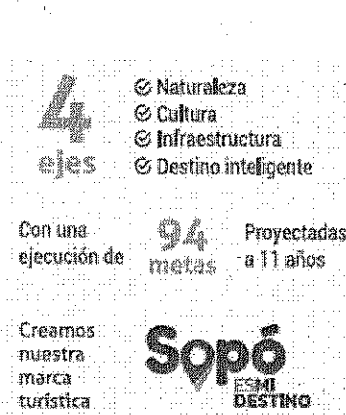 4
ejes
Naturaleza
Cultura
Infraestructura
Destino inteligente
Con una
ejecución de
94
metas
Proyectadas
a 11 años
Creamos
nuestra
marca
turística
Sopó
ES MI
DESTINO